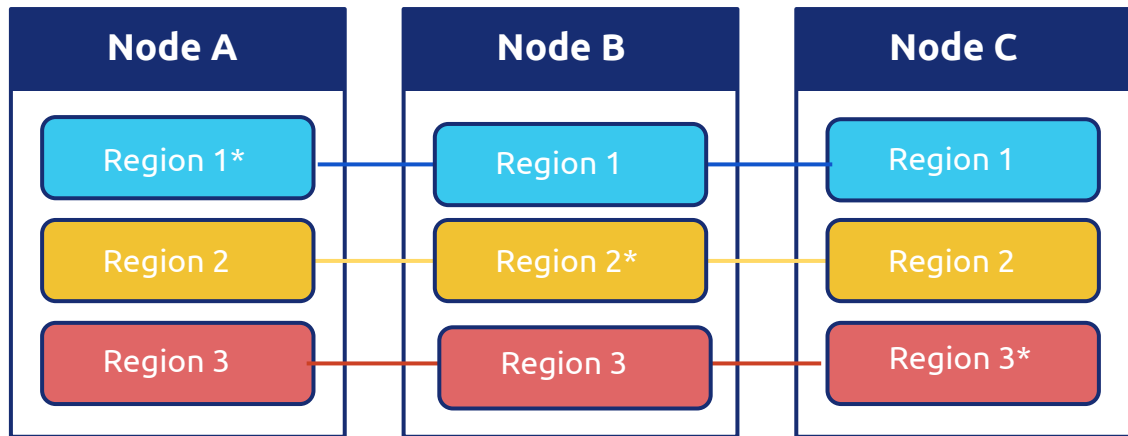 Node A
Region 1*
Region 2
Region 3
Node B
Region 1
Region 2*
Region 3
Node C
Region 1
Region 2
Region 3*